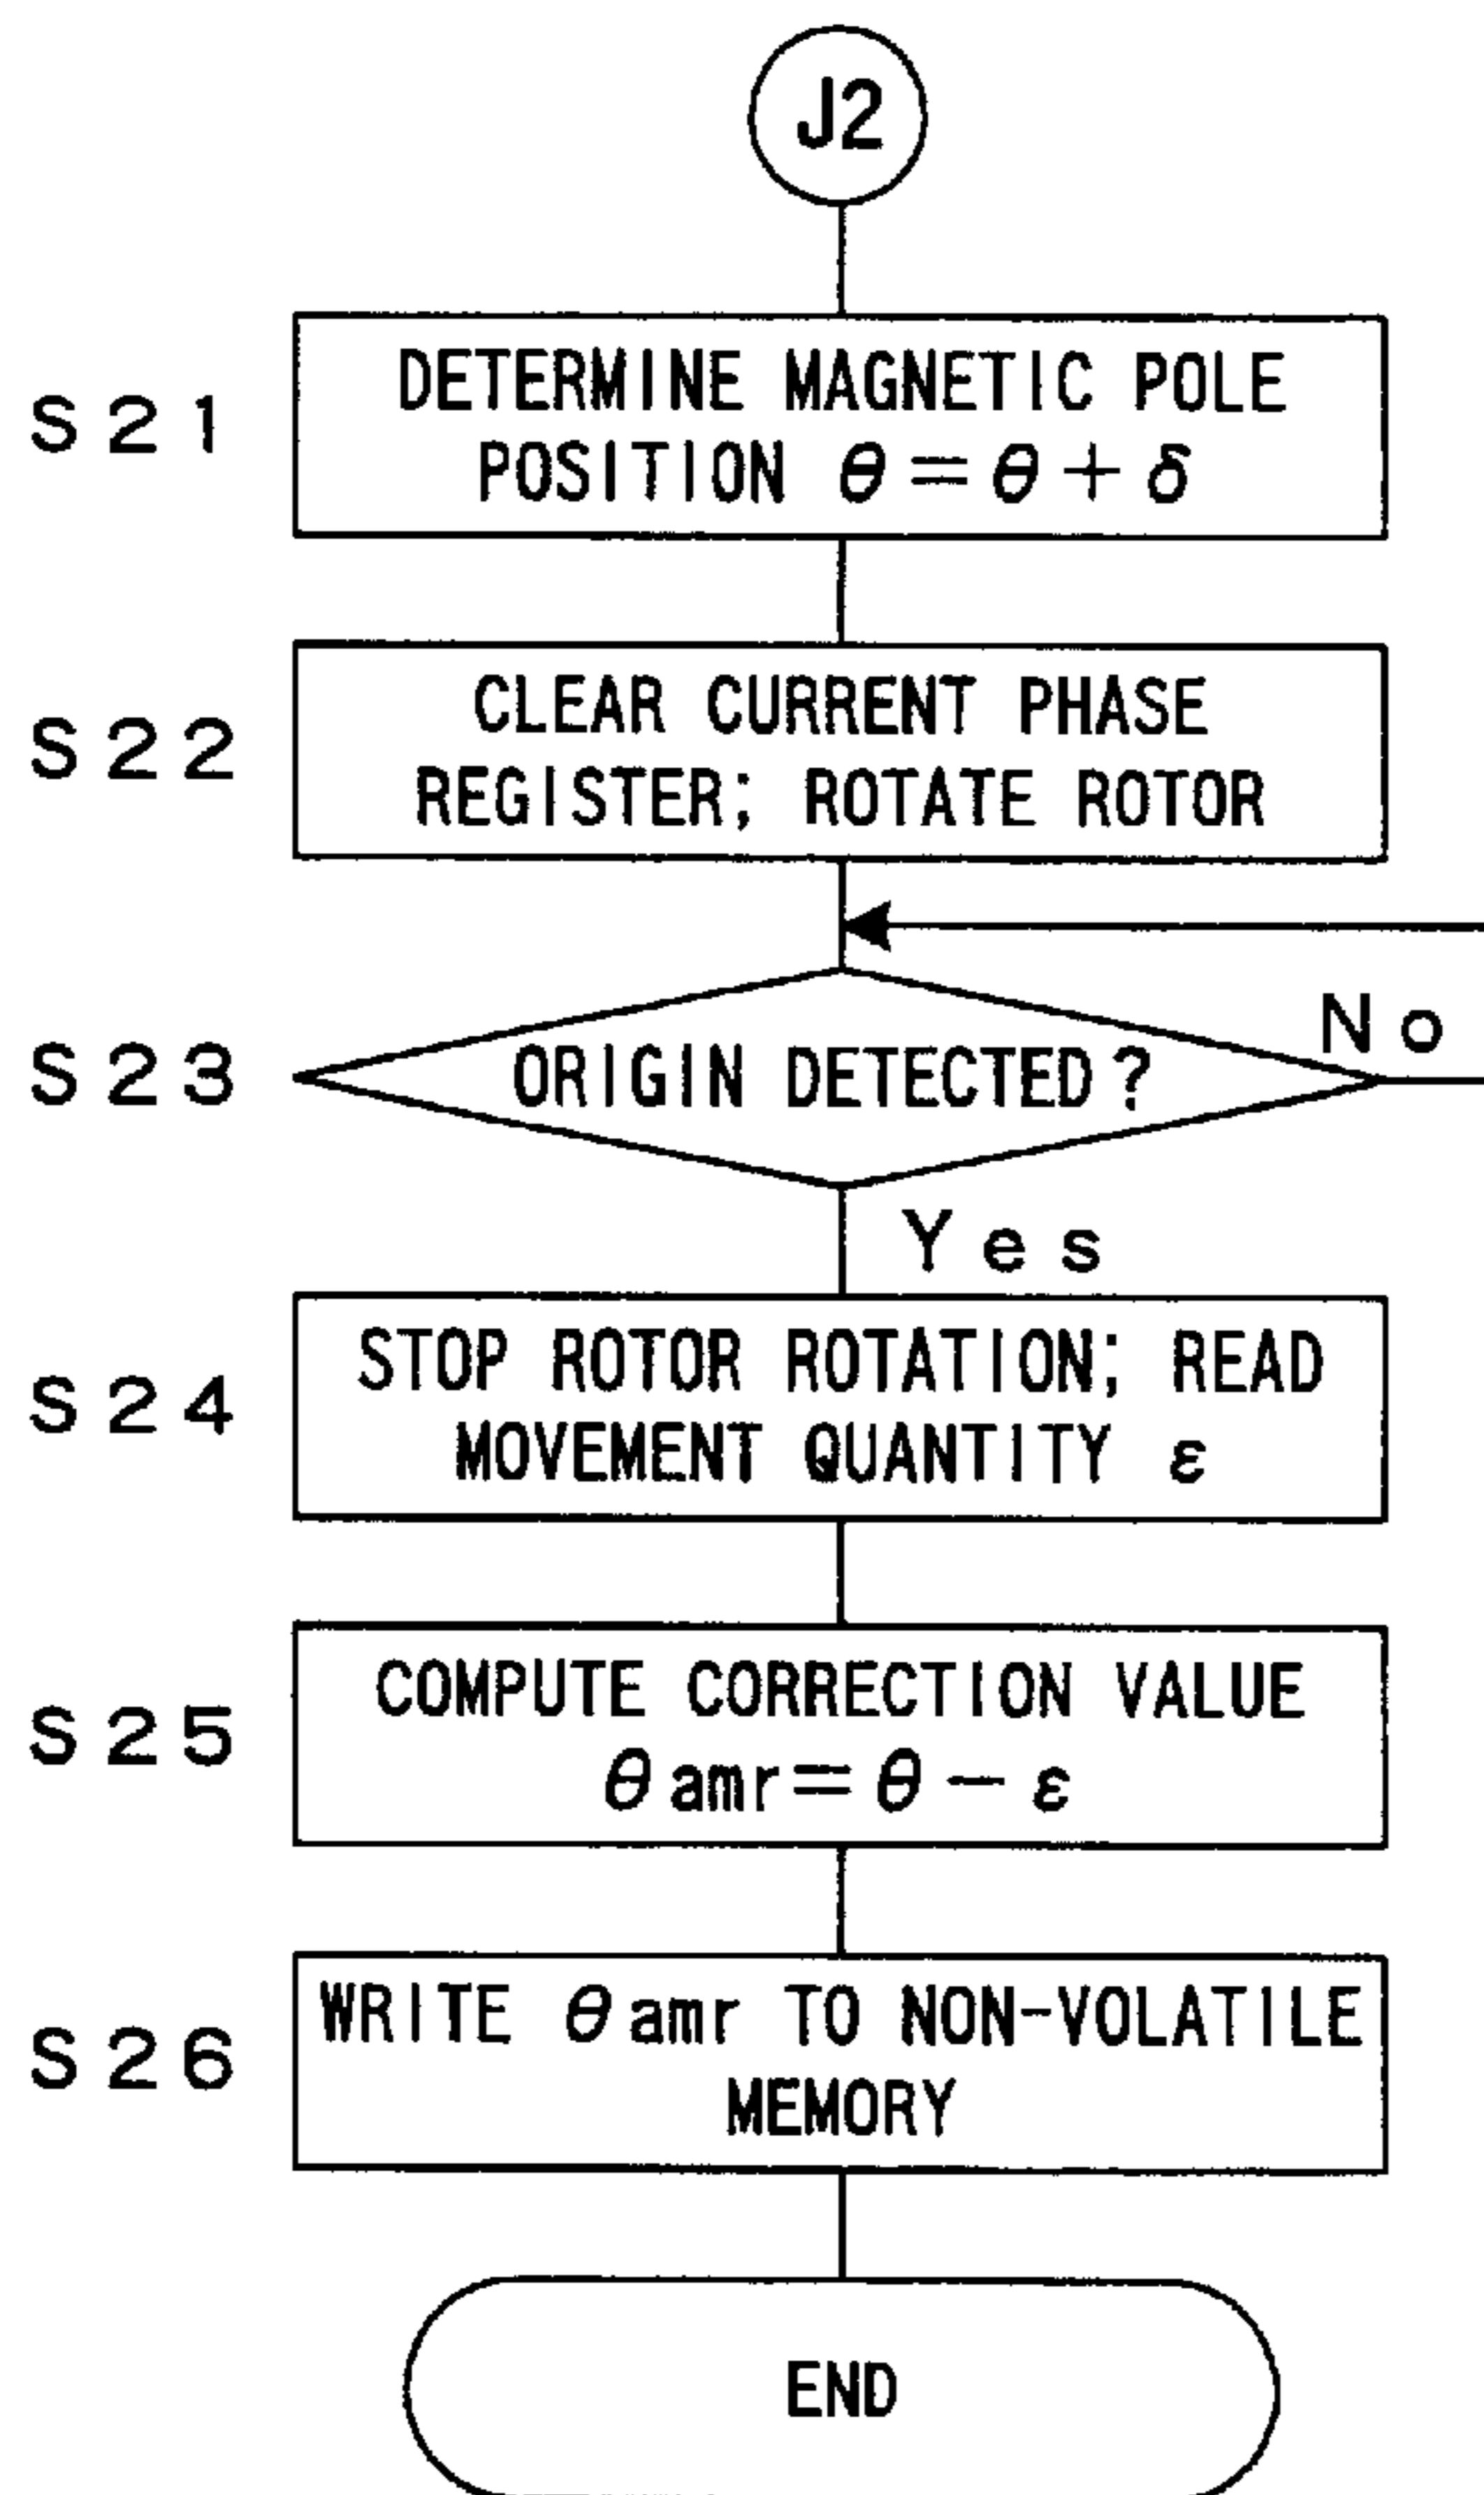 J2
S21
DETERMINE MAGNETIC POLE
POSITION θ=θ+δ
S22
CLEAR CURRENT PHASE
REGISTER; ROTATE ROTOR
S23
ORIGIN DETECTED?
No
Yes
S24
STOP ROTOR ROTATION; READ
MOVEMENT QUANTITY ε
S25
COMPUTE CORRECTION VALUE
θamr=θ−ε
S26
WRITE θamr TO NON-VOLATILE
MEMORY
END